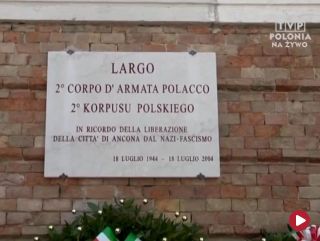 TVP
POLONIA
NA ŻYWO
LARGO
2° CORPO D' ARMATA POLACCO
2° KORPUSU POLSKIEGO
IN RICORDO DELLA LIBERAZIONE
DELLA CITTA' DI ANCONA DAL NAZI-FASCISMO
18 LUGLIO 1944 - 18 LUGLIO 2004